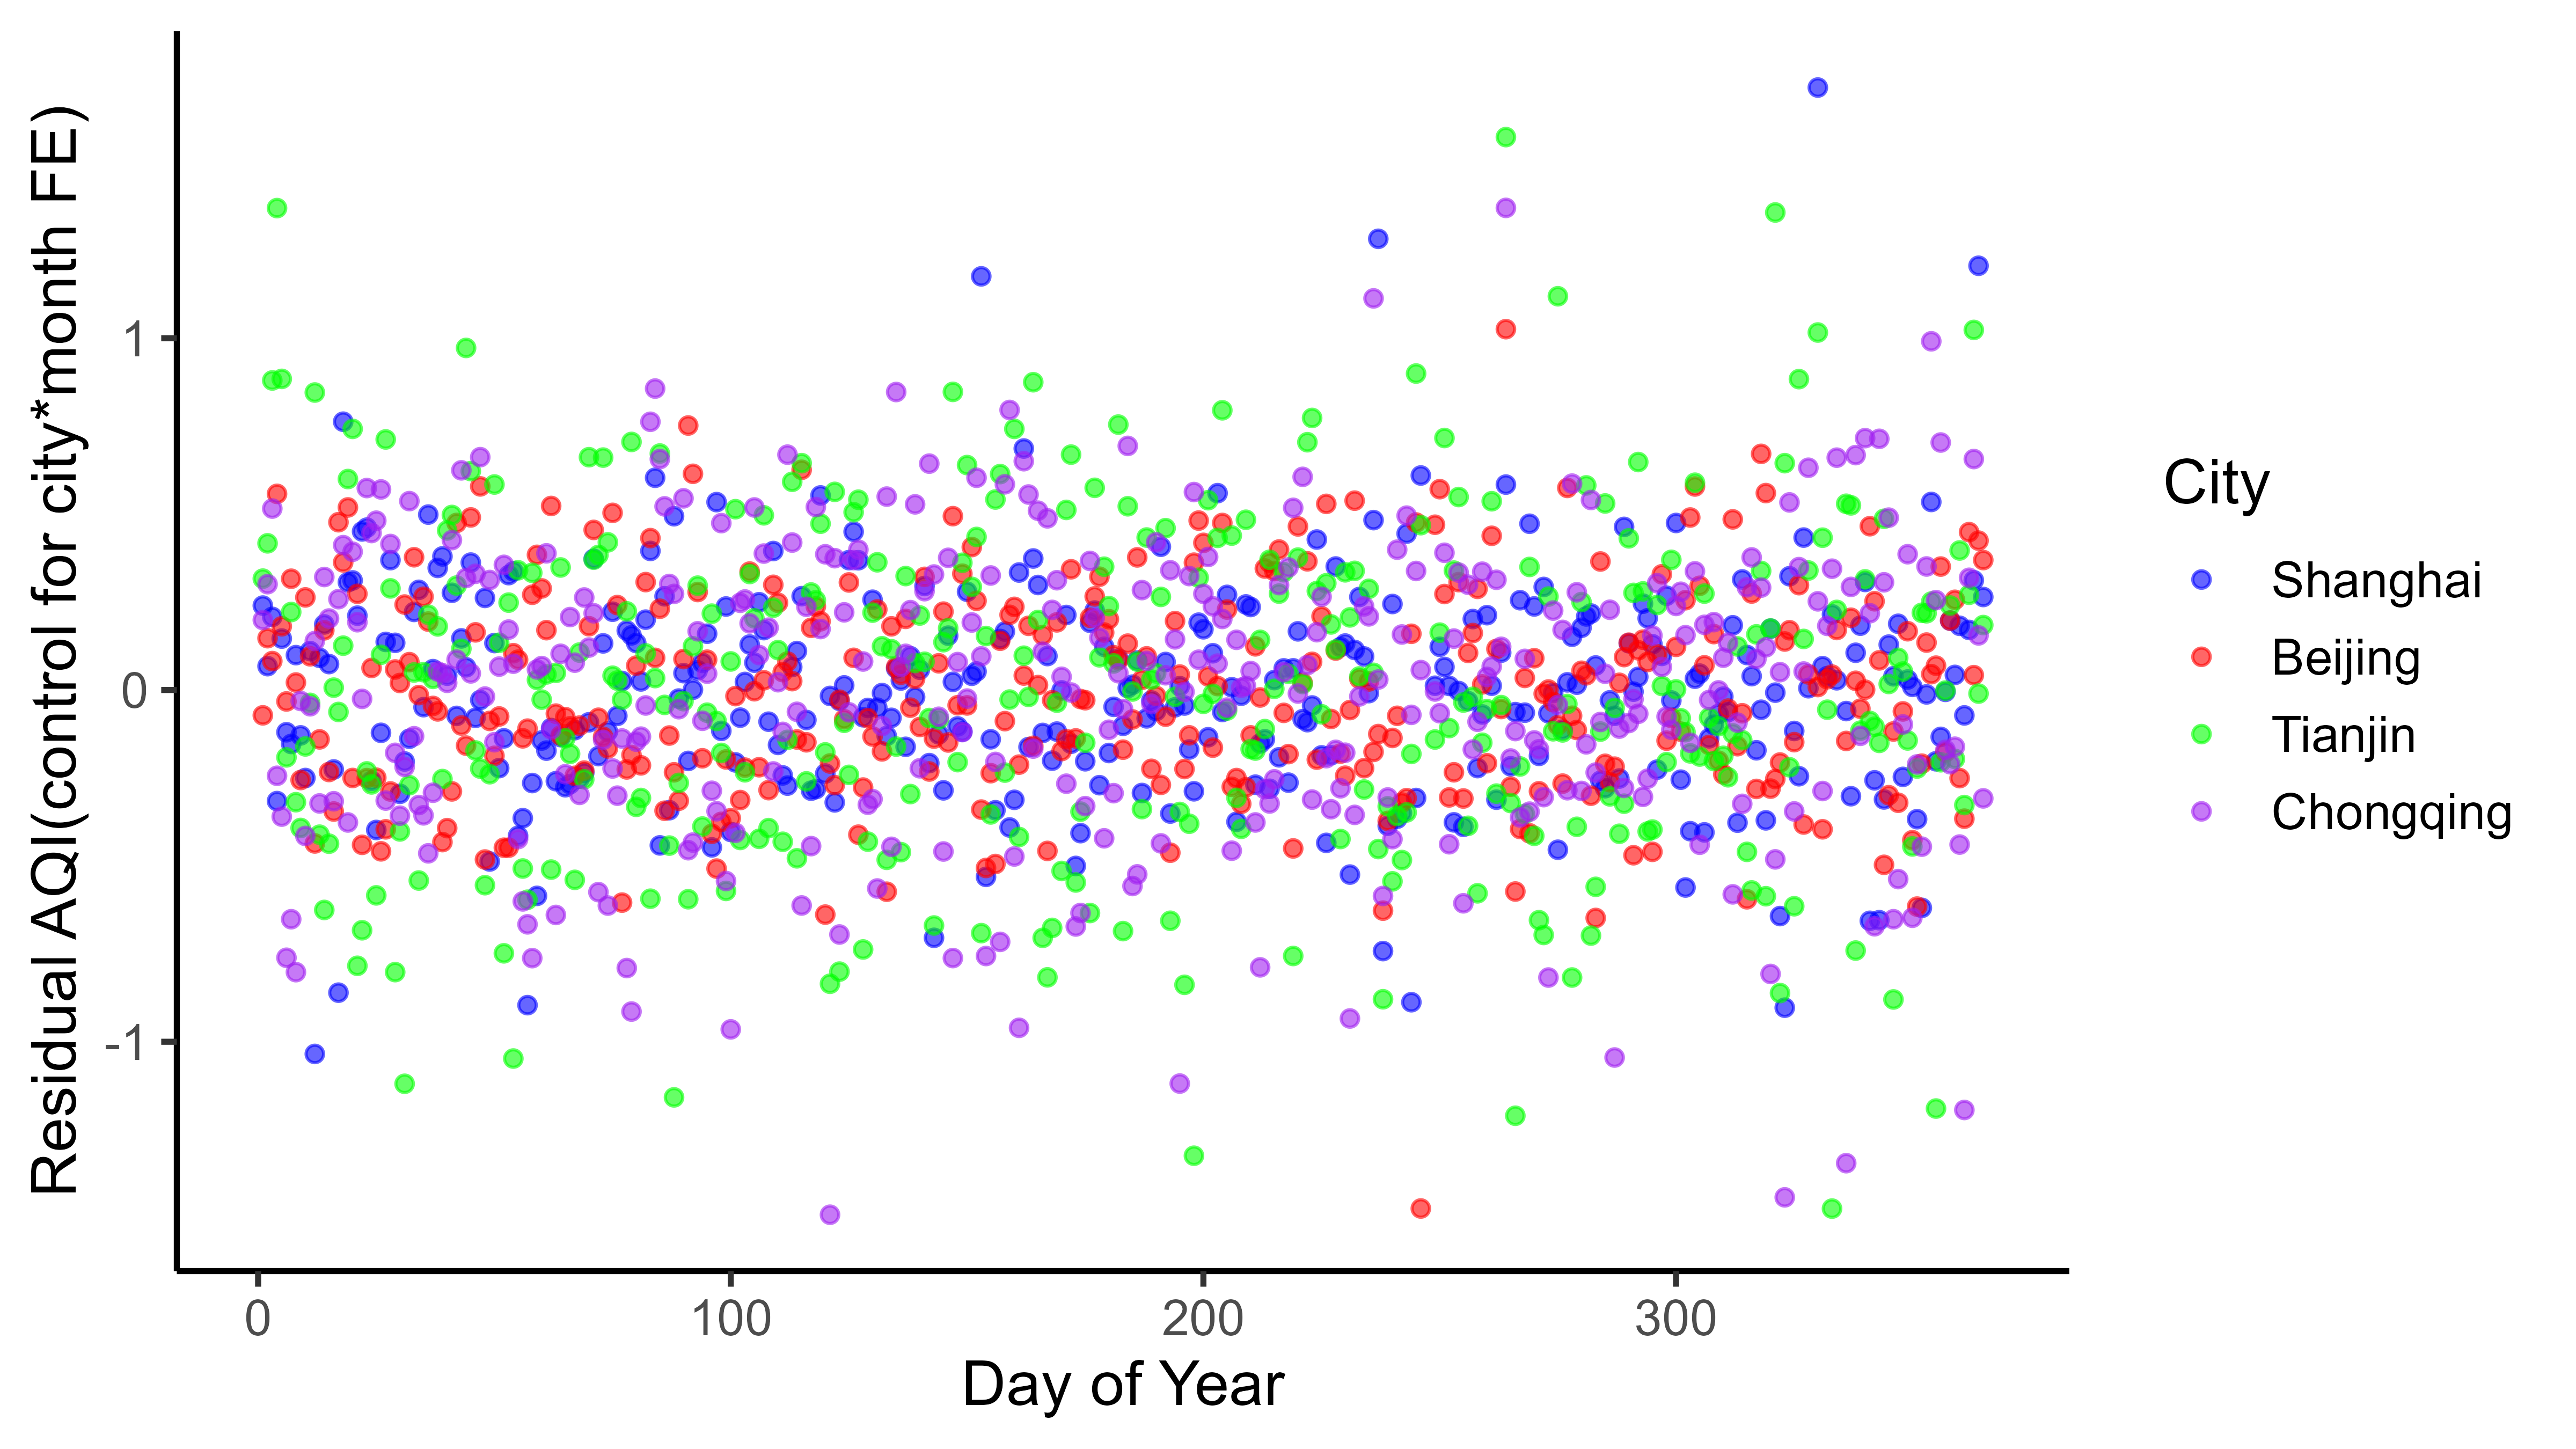 Residual AQI(control for city*month FE)
1
0
-1
0 100 200 300
Day of Year
City
Shanghai
Beijing
Tianjin
Chongqing